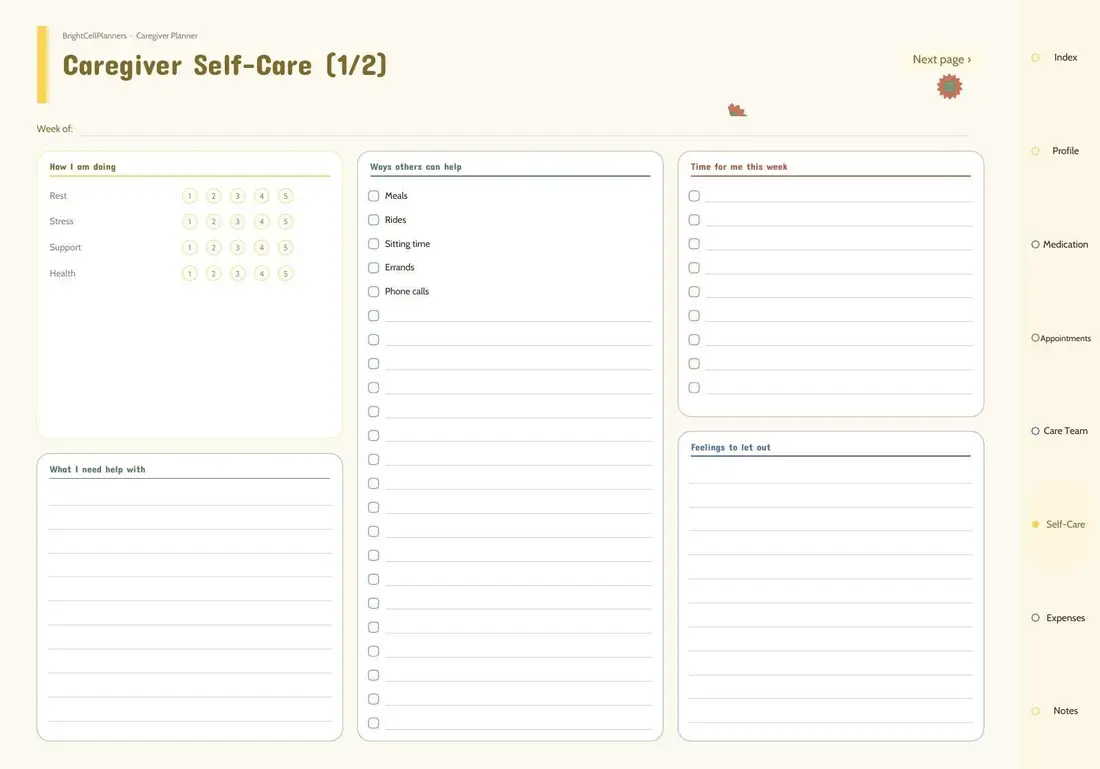 BrightCellPlanners · Caregiver Planner
Caregiver Self-Care (1/2)
Next page ›
Week of:
How I am doing
Rest 1 2 3 4 5
Stress 1 2 3 4 5
Support 1 2 3 4 5
Health 1 2 3 4 5
What I need help with
Ways others can help
Meals
Rides
Sitting time
Errands
Phone calls
Time for me this week
Feelings to let out
Index
Profile
Medication
Appointments
Care Team
Self-Care
Expenses
Notes